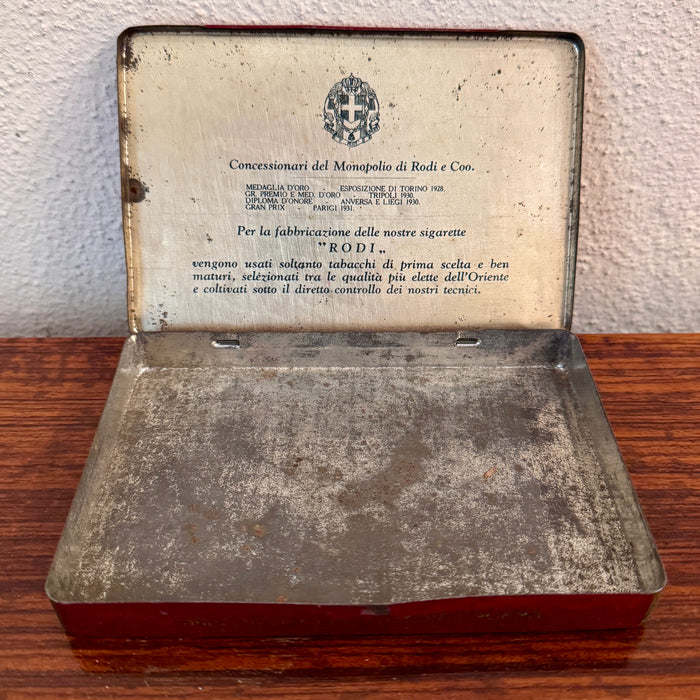 Concessionari del Monopolio di Rodi e Coo.
MEDAGLIA D'ORO - ESPOSIZIONE DI TORINO 1928.
GR. PREMIO E MED. D'ORO - TRIPOLI 1930.
DIPLOMA D'ONORE - ANVERSA E LIEGI 1930.
GRAN PRIX - PARIGI 1931.
Per la fabbricazione delle nostre sigarette
"RODI„
vengono usati soltanto tabacchi di prima scelta e ben
maturi, selezionati tra le qualità più elette dell'Oriente
e coltivati sotto il diretto controllo dei nostri tecnici.